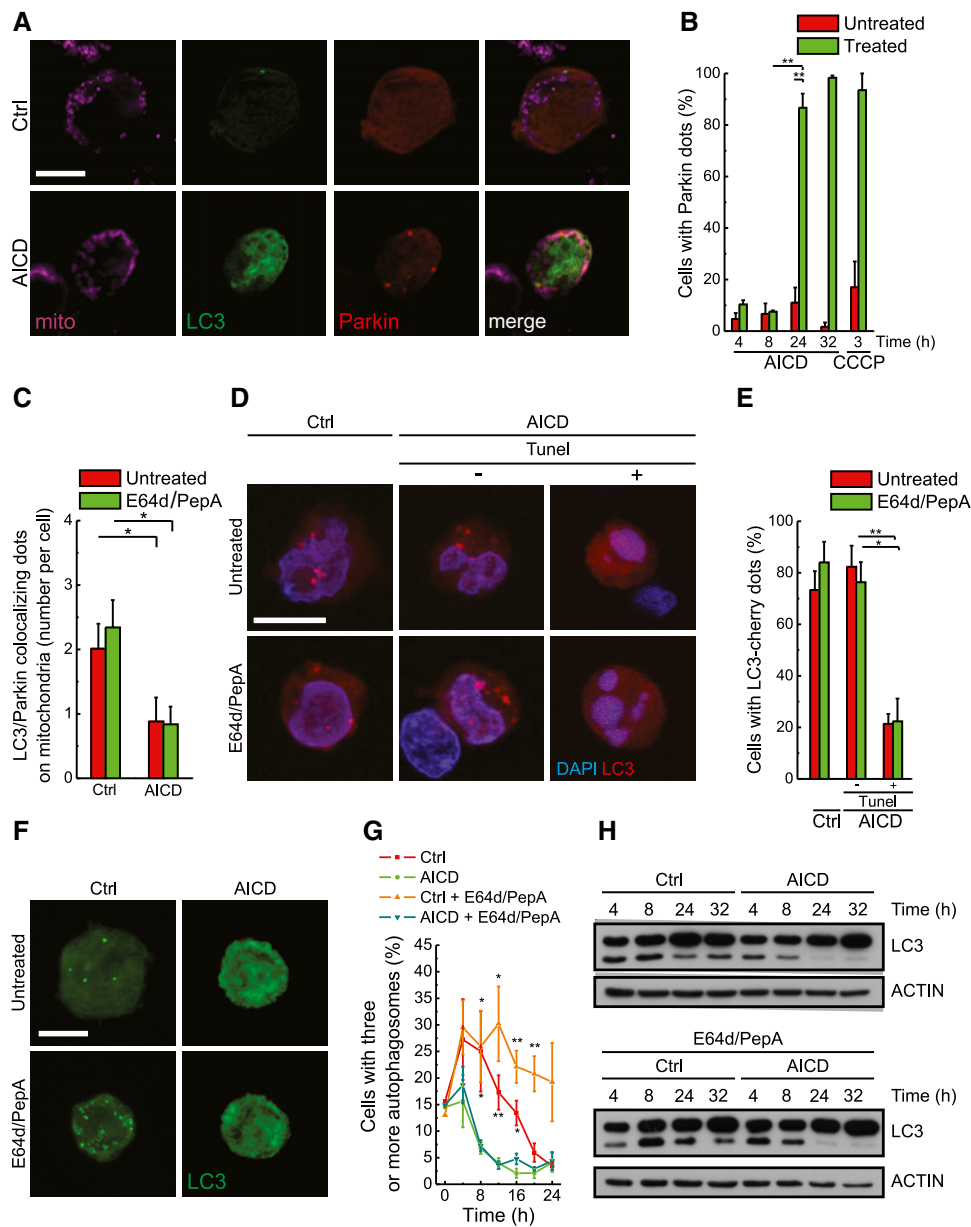 A
Ctrl
AICD
mito
LC3
Parkin
merge
B
Untreated
Treated
Cells with Parkin dots (%)
100
80
60
40
20
0
**
**
4 8 24 32 3 Time (h)
AICD CCCP
C
Untreated
E64d/PepA
LC3/Parkin colocalizing dots
on mitochondria (number per cell)
4
3
2
1
0
*
*
Ctrl AICD
D
Ctrl AICD
Tunel
- +
Untreated
E64d/PepA
DAPI LC3
E
Untreated
E64d/PepA
Cells with LC3-cherry dots (%)
100
80
60
40
20
0
**
*
- +
Tunel
Ctrl AICD
F
Ctrl AICD
Untreated
E64d/PepA
LC3
G
Ctrl
AICD
Ctrl + E64d/PepA
AICD + E64d/PepA
Cells with three
or more autophagosomes (%)
45
40
35
30
25
20
15
10
5
0
* * ** **
* ** *
0 8 16 24
Time (h)
H
Ctrl AICD
4 8 24 32 4 8 24 32 Time (h)
LC3
ACTIN
E64d/PepA
Ctrl AICD
4 8 24 32 4 8 24 32 Time (h)
LC3
ACTIN